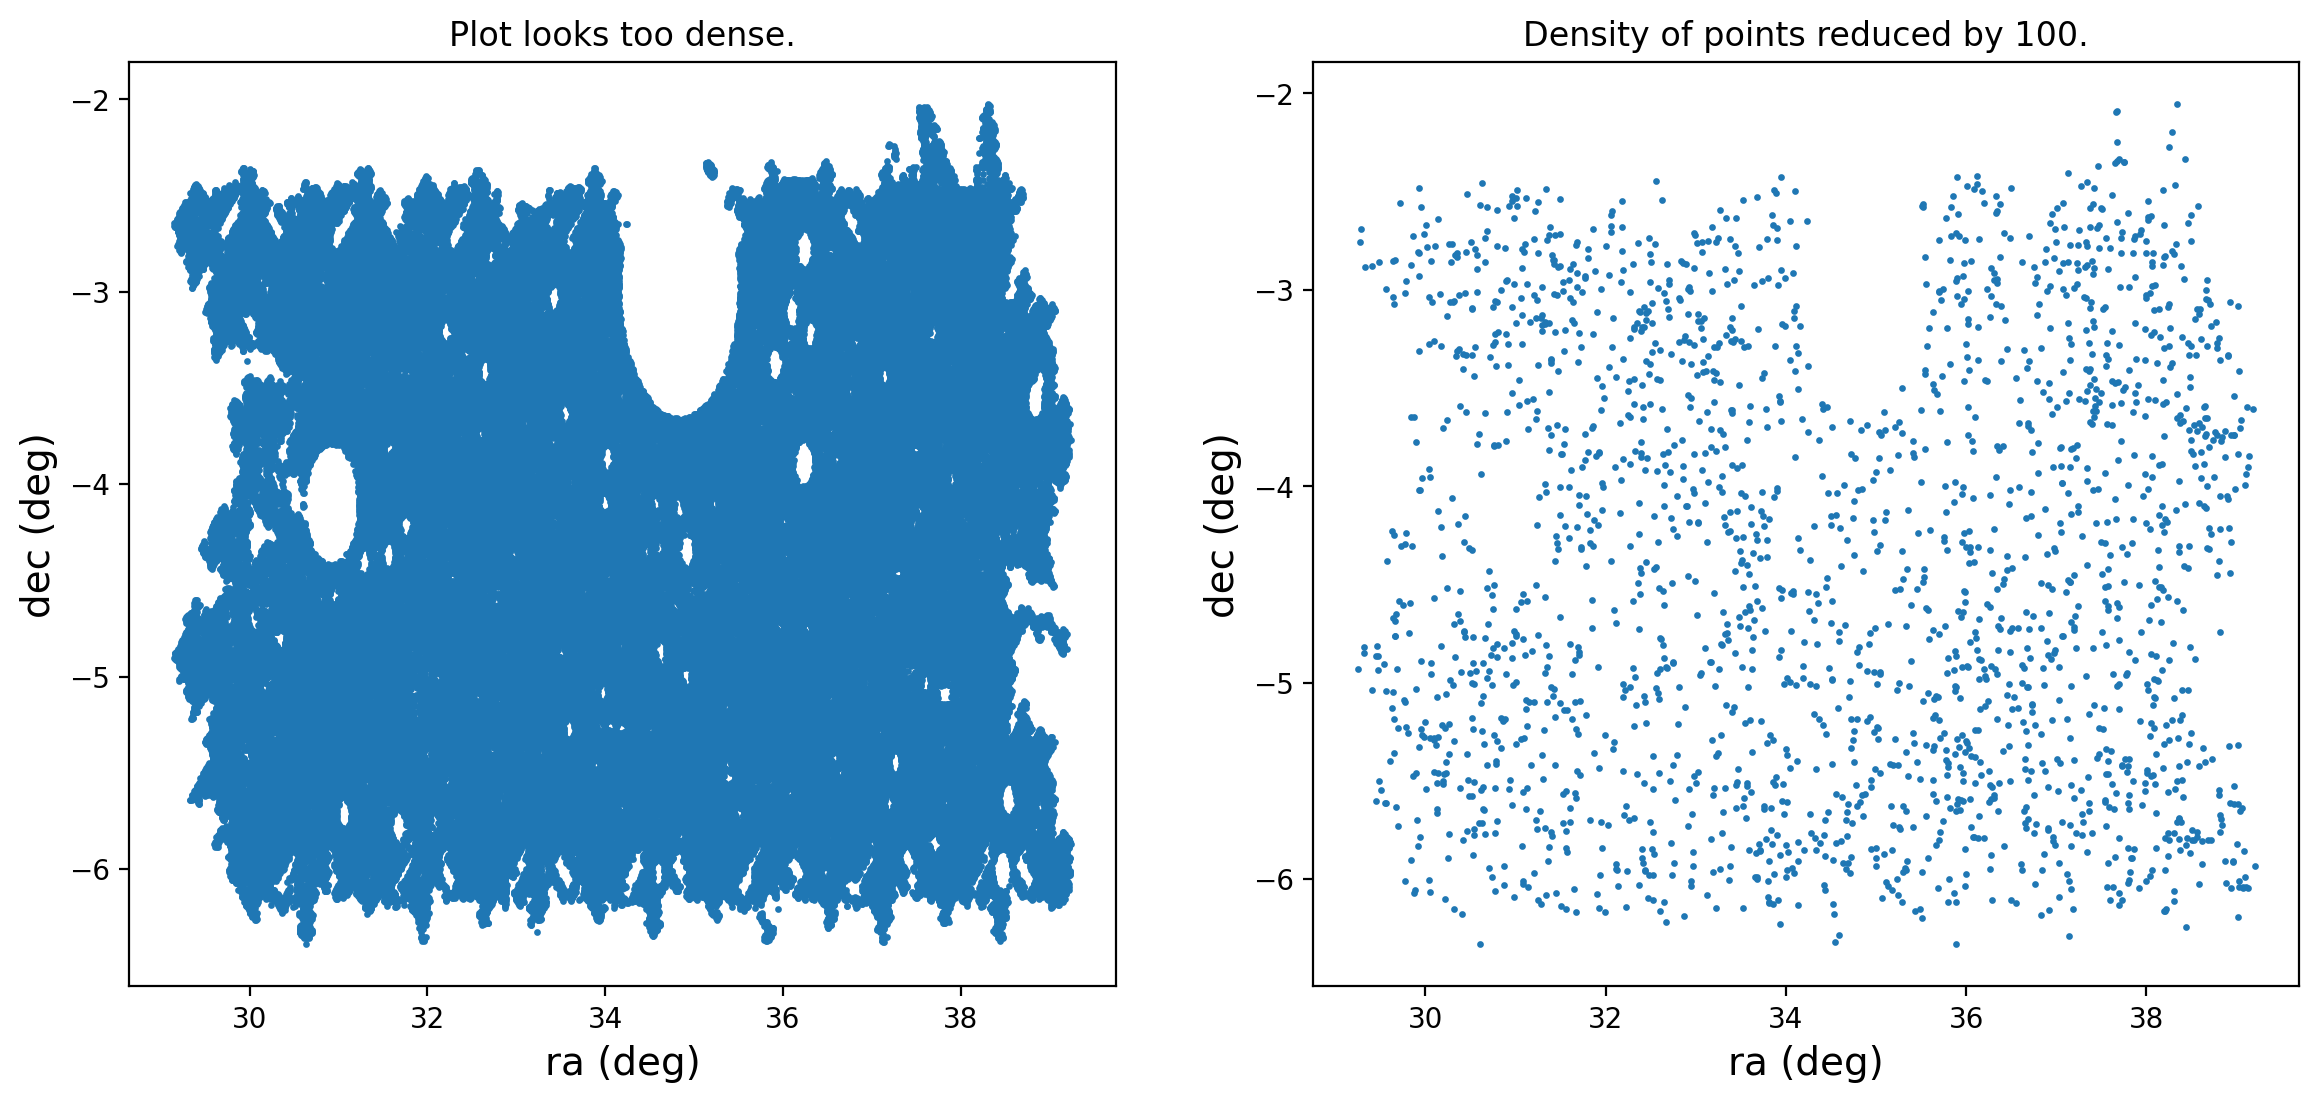 Plot looks too dense.
−2
−3
−4
−5
−6
dec (deg)
30 32 34 36 38
ra (deg)
Density of points reduced by 100.
−2
−3
−4
−5
−6
dec (deg)
30 32 34 36 38
ra (deg)